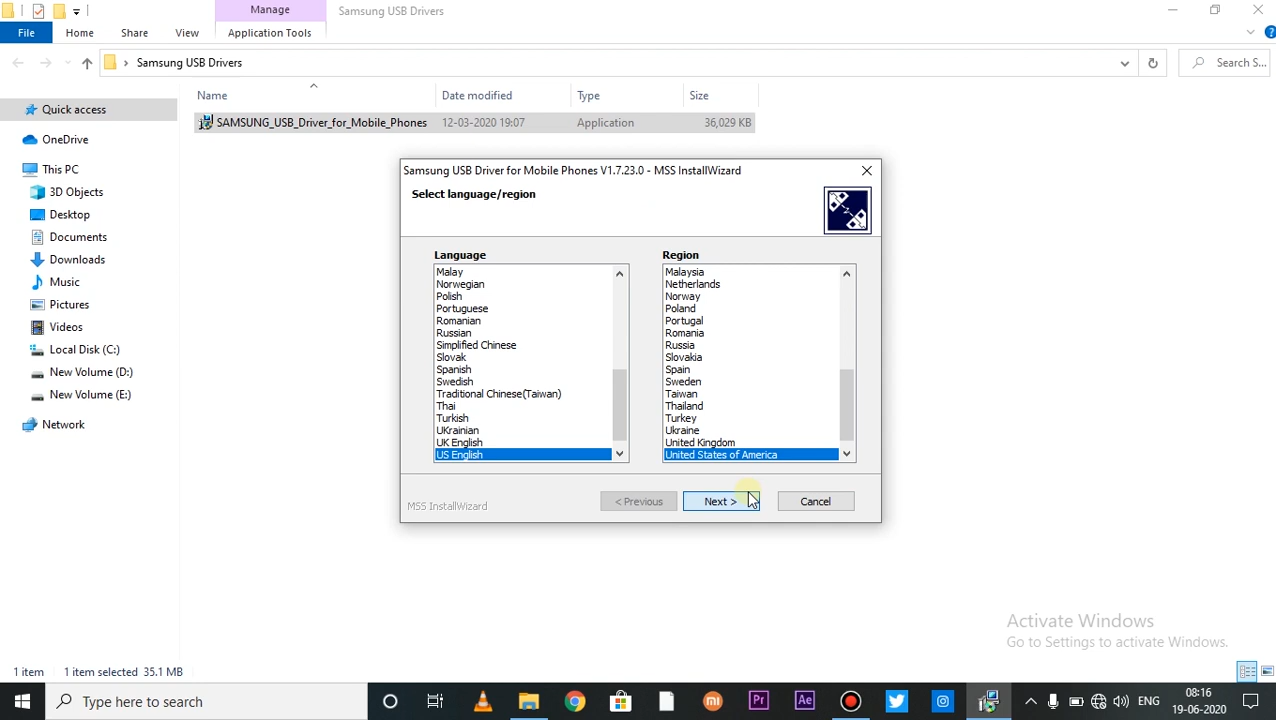 Manage
Samsung USB Drivers
File
Home
Share
View
Application Tools
Samsung USB Drivers
Search S...
Name
Date modified
Type
Size
SAMSUNG_USB_Driver_for_Mobile_Phones
12-03-2020 19:07
Application
36,029 KB
Quick access
OneDrive
This PC
3D Objects
Desktop
Documents
Downloads
Music
Pictures
Videos
Local Disk (C:)
New Volume (D:)
New Volume (E:)
Network
Samsung USB Driver for Mobile Phones V1.7.23.0 - MSS InstallWizard
Select language/region
Language
Malay
Norwegian
Polish
Portuguese
Romanian
Russian
Simplified Chinese
Slovak
Spanish
Swedish
Traditional Chinese(Taiwan)
Thai
Turkish
UKrainian
UK English
US English
Region
Malaysia
Netherlands
Norway
Poland
Portugal
Romania
Russia
Slovakia
Spain
Sweden
Taiwan
Thailand
Turkey
Ukraine
United Kingdom
United States of America
MSS InstallWizard
< Previous
Next >
Cancel
Activate Windows
Go to Settings to activate Windows.
1 item
1 item selected 35.1 MB
Type here to search
Pr
Ae
ENG
08:16
19-06-2020